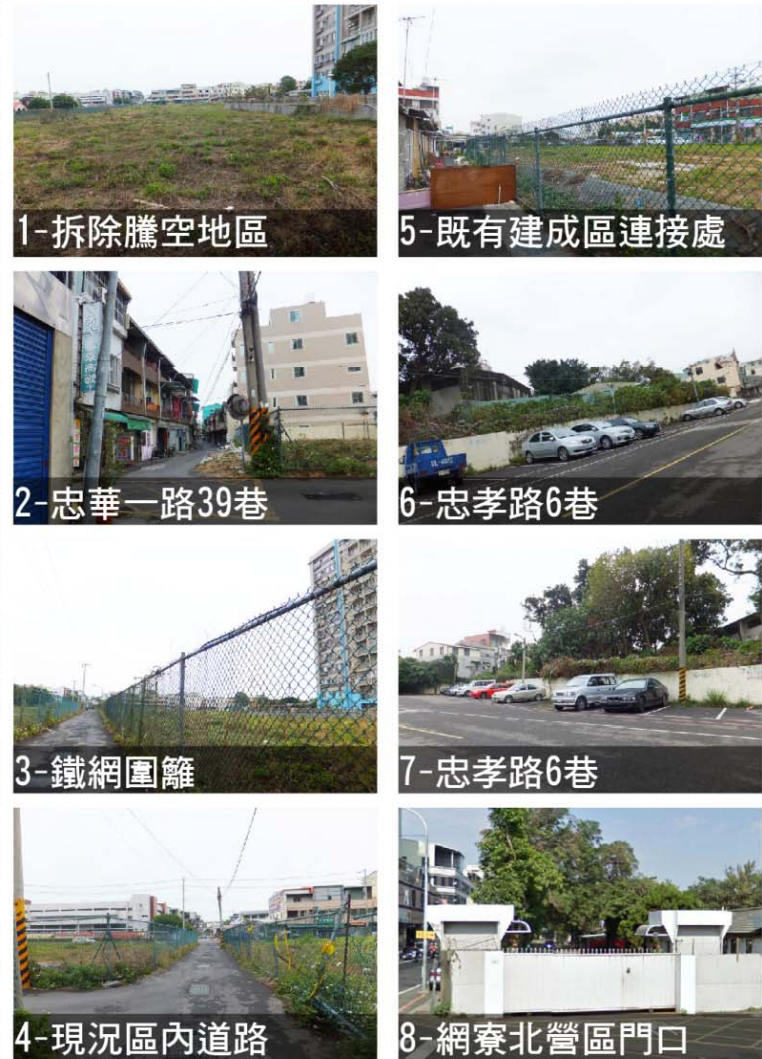 1-拆除騰空地區
2-忠華一路39巷
3-鐵網圍籬
4-現況區內道路
5-既有建成區連接處
6-忠孝路6巷
7-忠孝路6巷
8-網寮北營區門口